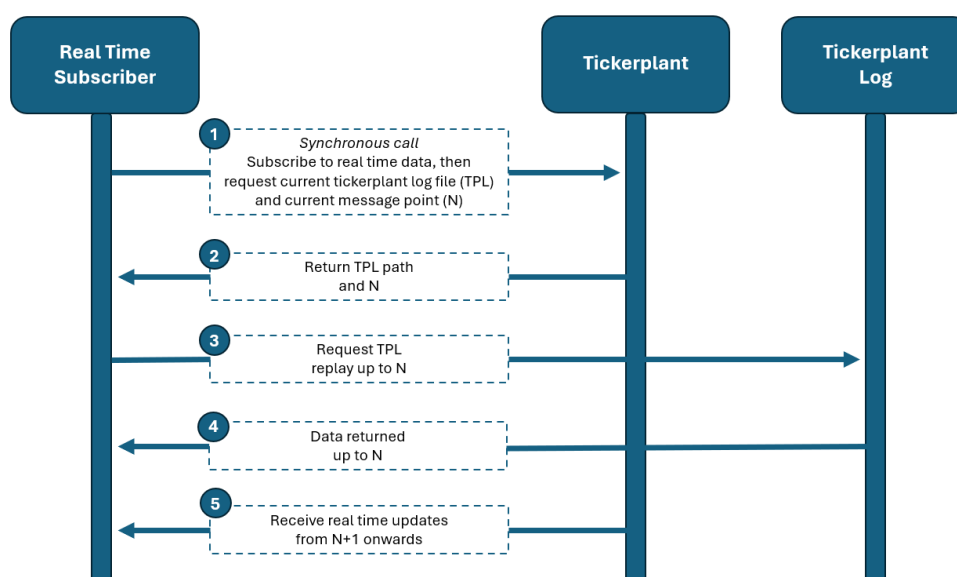 Real Time
Subscriber
Tickerplant
Tickerplant
Log
1
Synchronous call
Subscribe to real time data, then
request current tickerplant log file (TPL)
and current message point (N)
2
Return TPL path
and N
3
Request TPL
replay up to N
4
Data returned
up to N
5
Receive real time updates
from N+1 onwards